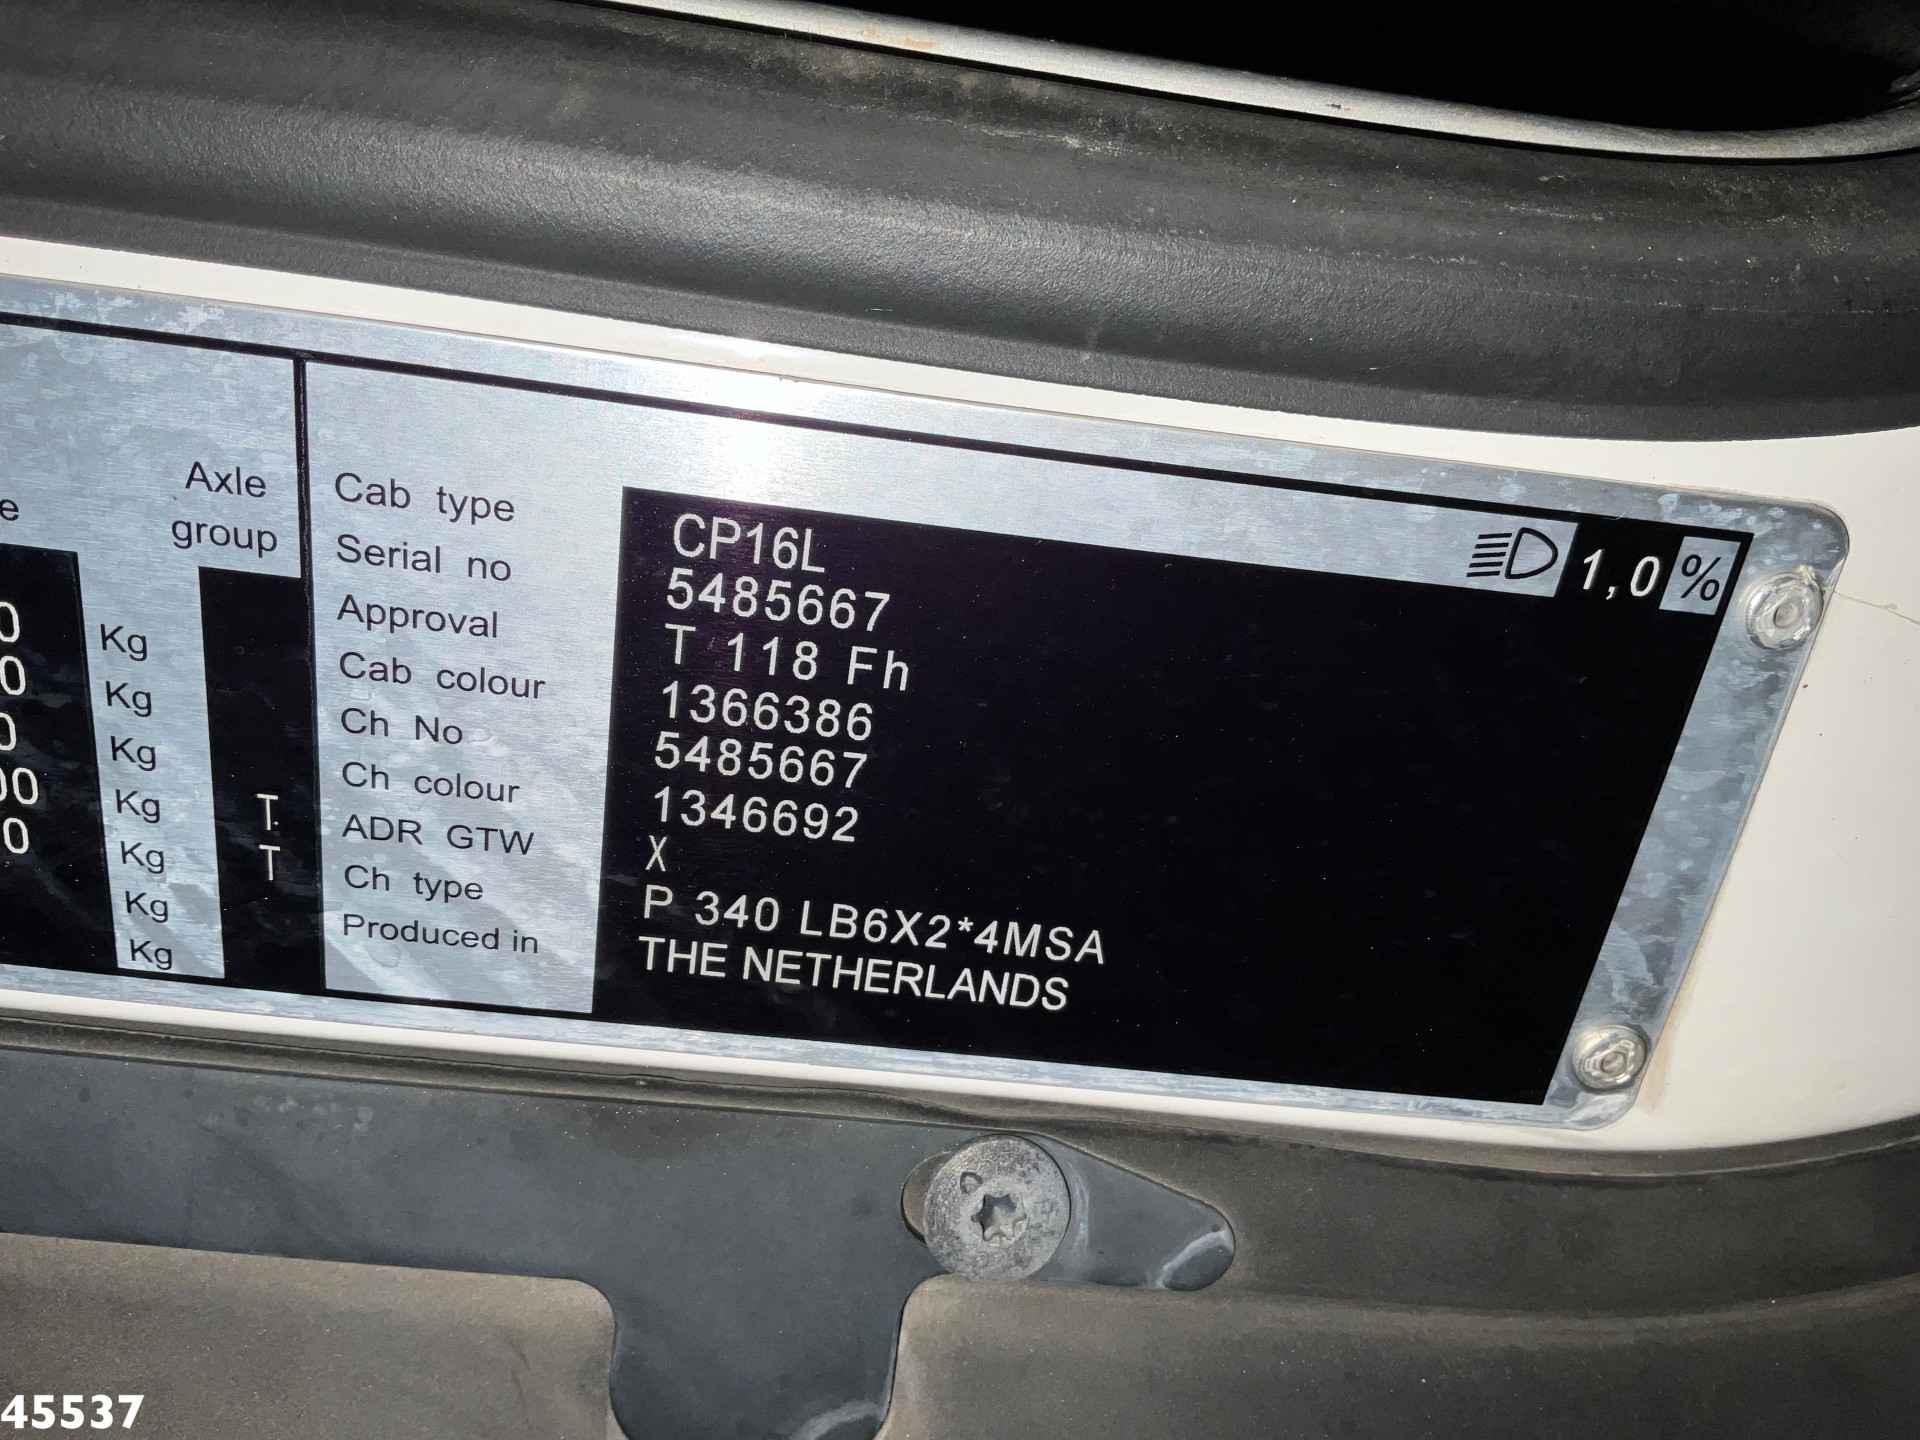 Axle
group
Kg
Kg
Kg
Kg T
Kg T
Kg
Kg
1,0 %
Cab type CP16L
Serial no 5485667
Approval T 118 Fh
Cab colour 1366386
Ch No 5485667
Ch colour 1346692
ADR GTW X
Ch type P 340 LB6X2*4MSA
Produced in THE NETHERLANDS
45537